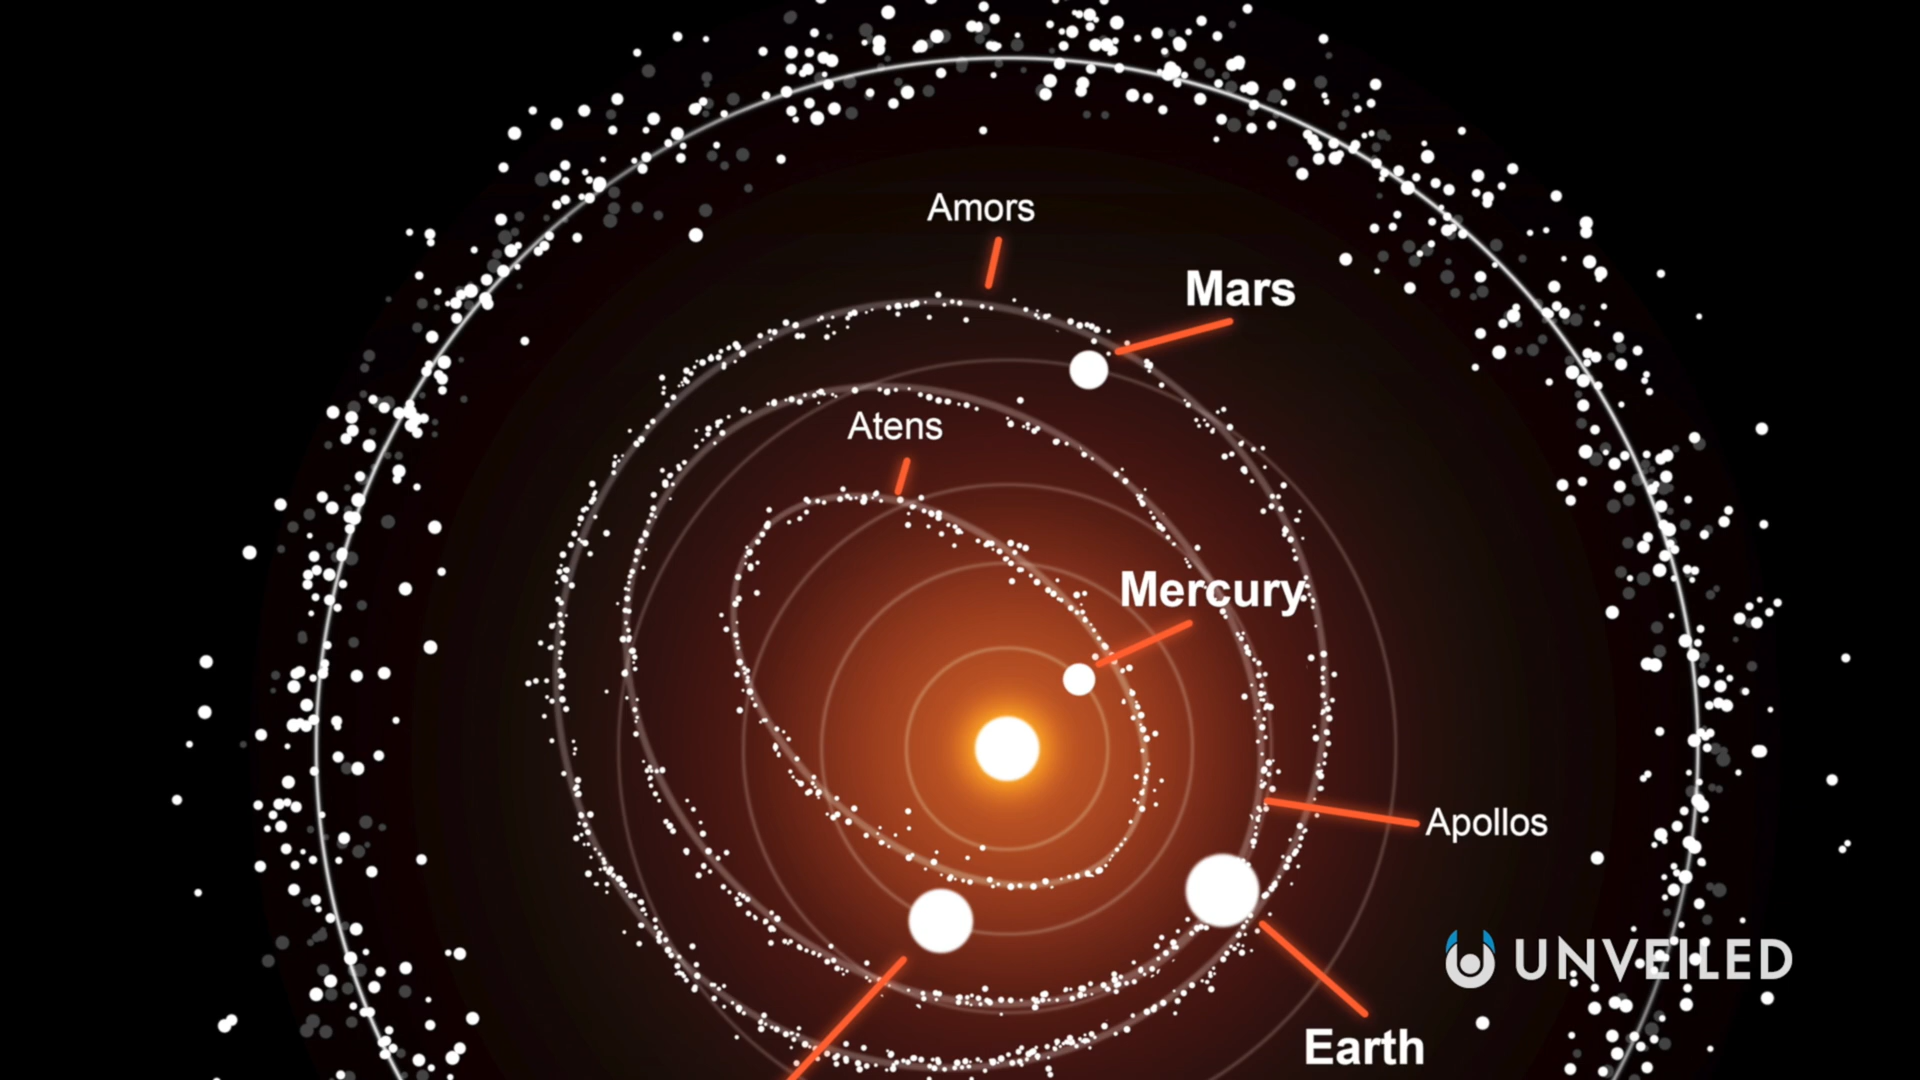 Amors
Mars
Atens
Mercury
Apollos
UNVEILED
Earth